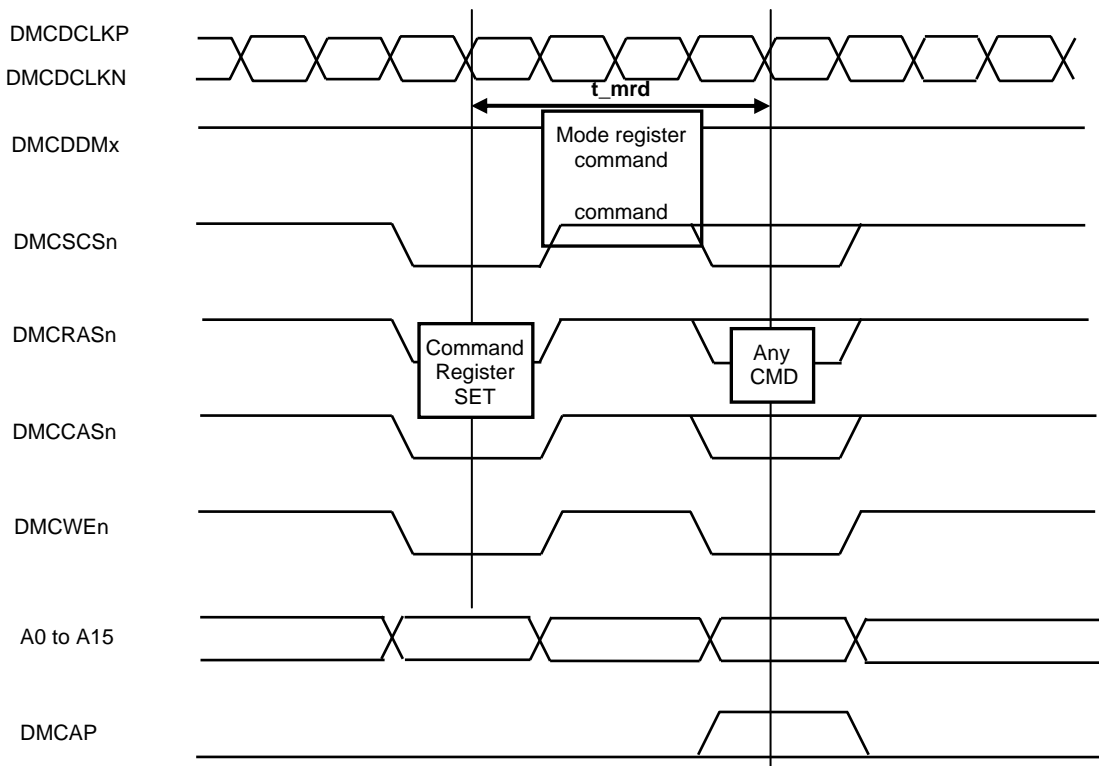 DMCDCLKP
DMCDCLKN
t_mrd
DMCDDMx
Mode register
command
command
DMCSCSn
DMCRASn
Command
Register
SET
Any
CMD
DMCCASn
DMCWEn
A0 to A15
DMCAP